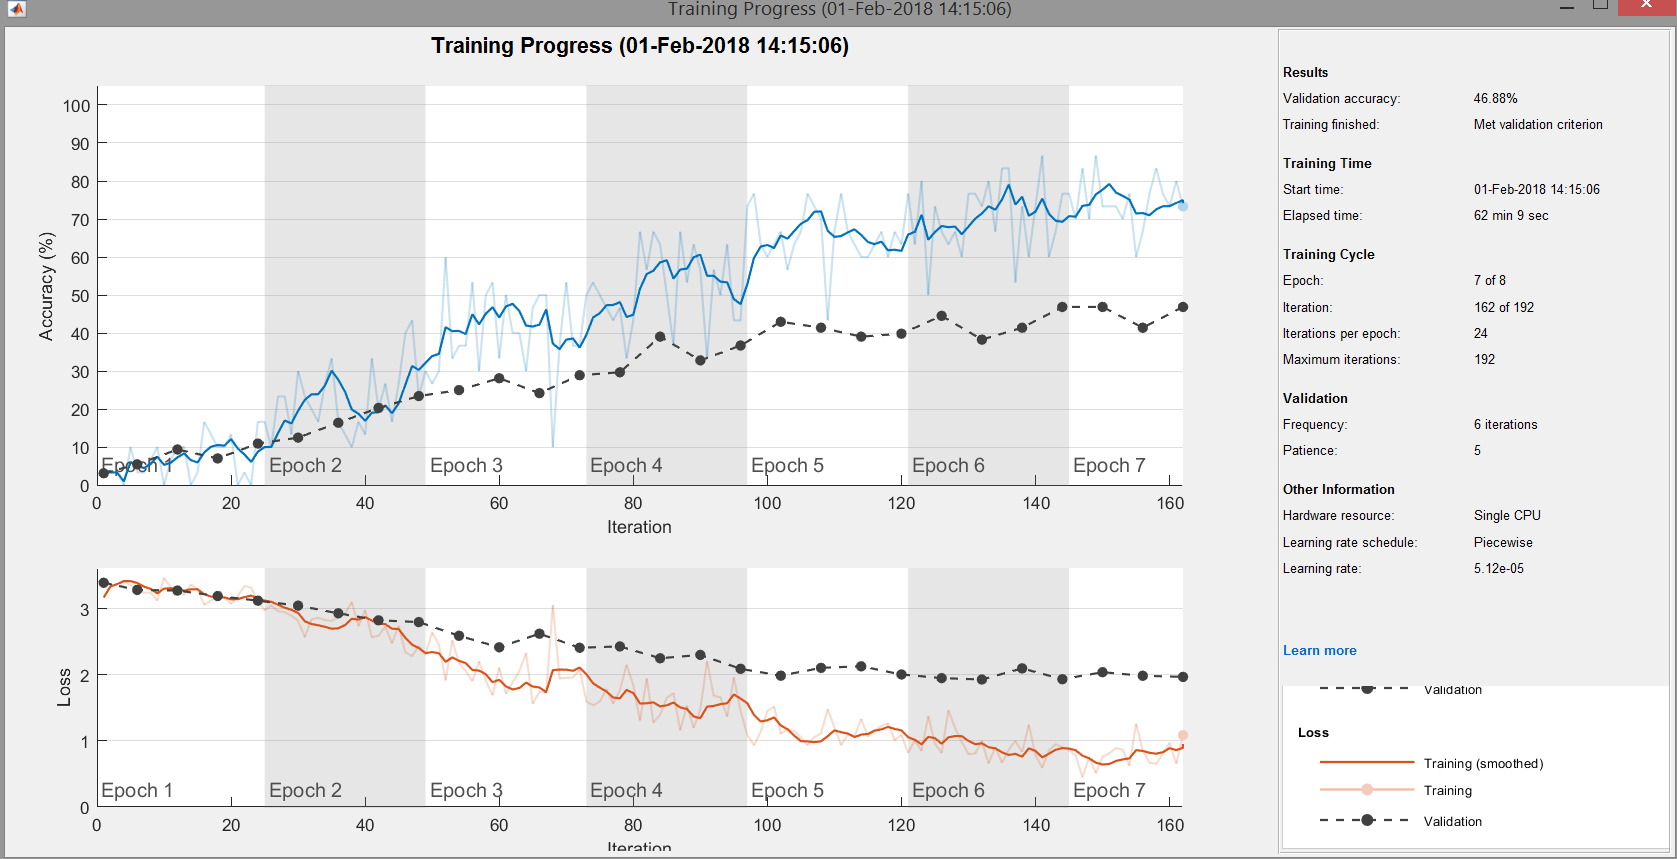 Training Progress (01-Feb-2018 14:15:06)
Training Progress (01-Feb-2018 14:15:06)
100
90
80
70
60
50
40
30
20
10
0
Accuracy (%)
Epoch 1
Epoch 2
Epoch 3
Epoch 4
Epoch 5
Epoch 6
Epoch 7
0 20 40 60 80 100 120 140 160
Iteration
3
2
1
0
Loss
Epoch 1
Epoch 2
Epoch 3
Epoch 4
Epoch 5
Epoch 6
Epoch 7
0 20 40 60 80 100 120 140 160
Iteration
Results
Validation accuracy: 46.88%
Training finished: Met validation criterion
Training Time
Start time: 01-Feb-2018 14:15:06
Elapsed time: 62 min 9 sec
Training Cycle
Epoch: 7 of 8
Iteration: 162 of 192
Iterations per epoch: 24
Maximum iterations: 192
Validation
Frequency: 6 iterations
Patience: 5
Other Information
Hardware resource: Single CPU
Learning rate schedule: Piecewise
Learning rate: 5.12e-05
Learn more
Validation
Loss
Training (smoothed)
Training
Validation